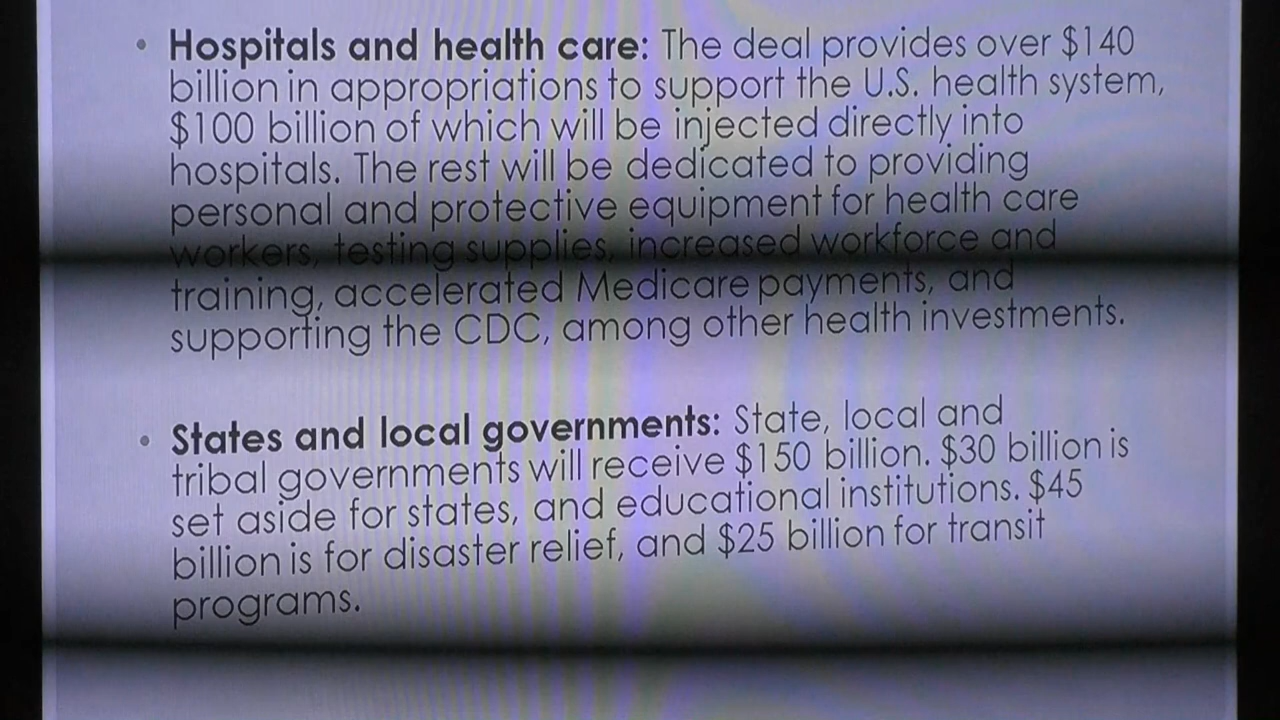 • Hospitals and health care: The deal provides over $140
billion in appropriations to support the U.S. health system,
$100 billion of which will be injected directly into
hospitals. The rest will be dedicated to providing
personal and protective equipment for health care
workers, testing supplies, increased workforce and
training, accelerated Medicare payments, and
supporting the CDC, among other health investments.
• States and local governments: State, local and
tribal governments will receive $150 billion. $30 billion is
set aside for states, and educational institutions. $45
billion is for disaster relief, and $25 billion for transit
programs.